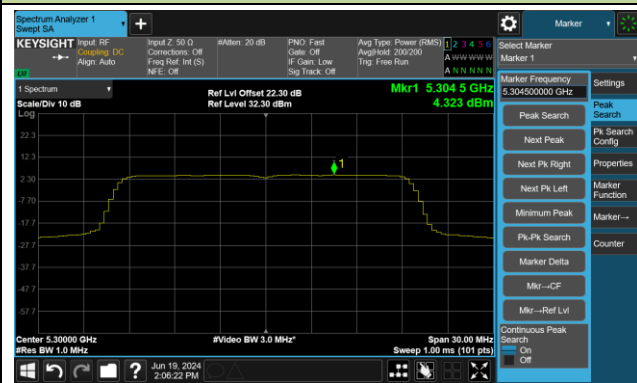 Spectrum Analyzer 1
Swept SA
+
Marker
KEYSIGHT
Input: RF
Coupling: DC
Align: Auto
Input Z: 50 Ω
Corrections: Off
Freq Ref: Int (S)
NFE: Off
#Atten: 20 dB
PNO: Fast
Gate: Off
IF Gain: Low
Sig Track: Off
Avg Type: Power (RMS)
Avg|Hold: 200/200
Trig: Free Run
1 2 3 4 5 6
A W W W W W
A N N N N N
Select Marker
Marker 1
1 Spectrum
Scale/Div 10 dB
Log
Ref Lvl Offset 22.30 dB
Ref Level 32.30 dBm
Mkr1 5.304 5 GHz
4.323 dBm
22.3
12.3
2.30
-7.70
-17.7
-27.7
-37.7
-47.7
-57.7
1
Center 5.30000 GHz
#Res BW 1.0 MHz
#Video BW 3.0 MHz*
Span 30.00 MHz
Sweep 1.00 ms (101 pts)
Marker Frequency
5.304500000 GHz
Peak Search
Next Peak
Next Pk Right
Next Pk Left
Minimum Peak
Pk-Pk Search
Marker Delta
Mkr→CF
Mkr→Ref Lvl
Continuous Peak
Search
On
Off
Settings
Peak
Search
Pk Search
Config
Properties
Marker
Function
Marker→
Counter
?
Jun 19, 2024
2:06:22 PM